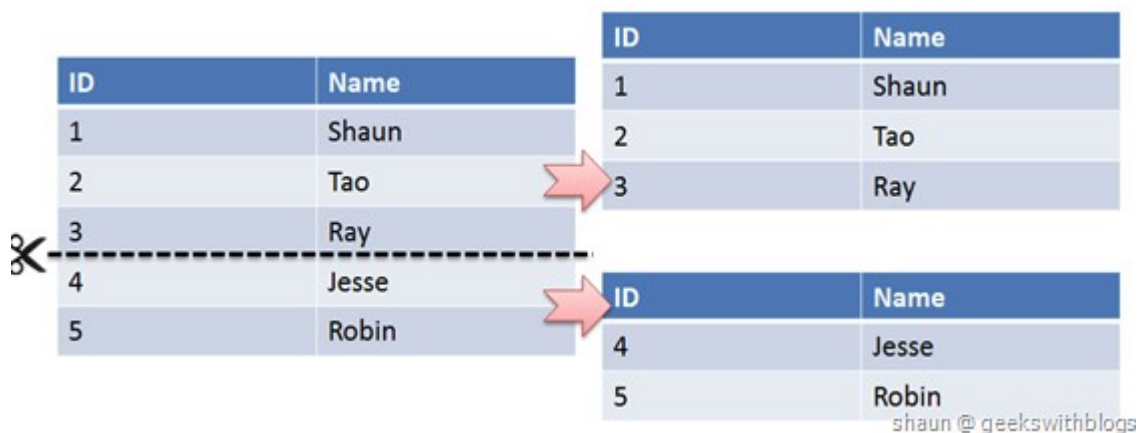 ID Name
1 Shaun
2 Tao
3 Ray
4 Jesse
5 Robin
ID Name
1 Shaun
2 Tao
3 Ray
ID Name
4 Jesse
5 Robin
shaun @ geekswithblogs